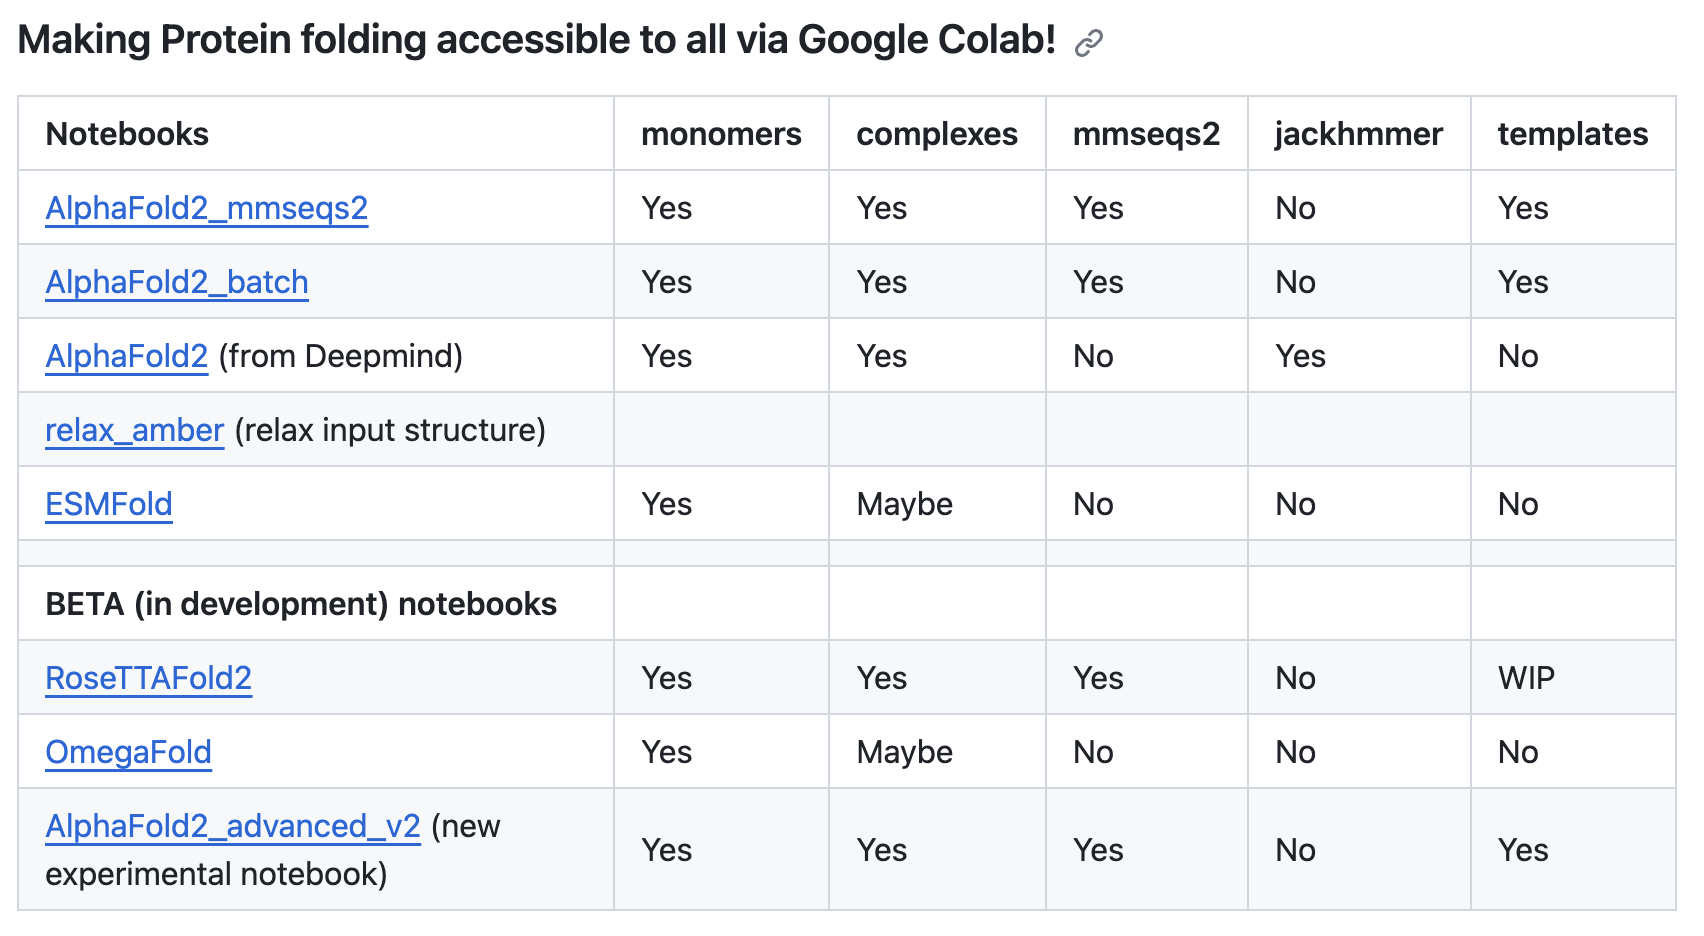 Making Protein folding accessible to all via Google Colab!
Notebooks monomers complexes mmseqs2 jackhmmer templates
AlphaFold2_mmseqs2 Yes Yes Yes No Yes
AlphaFold2_batch Yes Yes Yes No Yes
AlphaFold2 (from Deepmind) Yes Yes No Yes No
relax_amber (relax input structure)
ESMFold Yes Maybe No No No
BETA (in development) notebooks
RoseTTAFold2 Yes Yes Yes No WIP
OmegaFold Yes Maybe No No No
AlphaFold2_advanced_v2 (new
experimental notebook) Yes Yes Yes No Yes